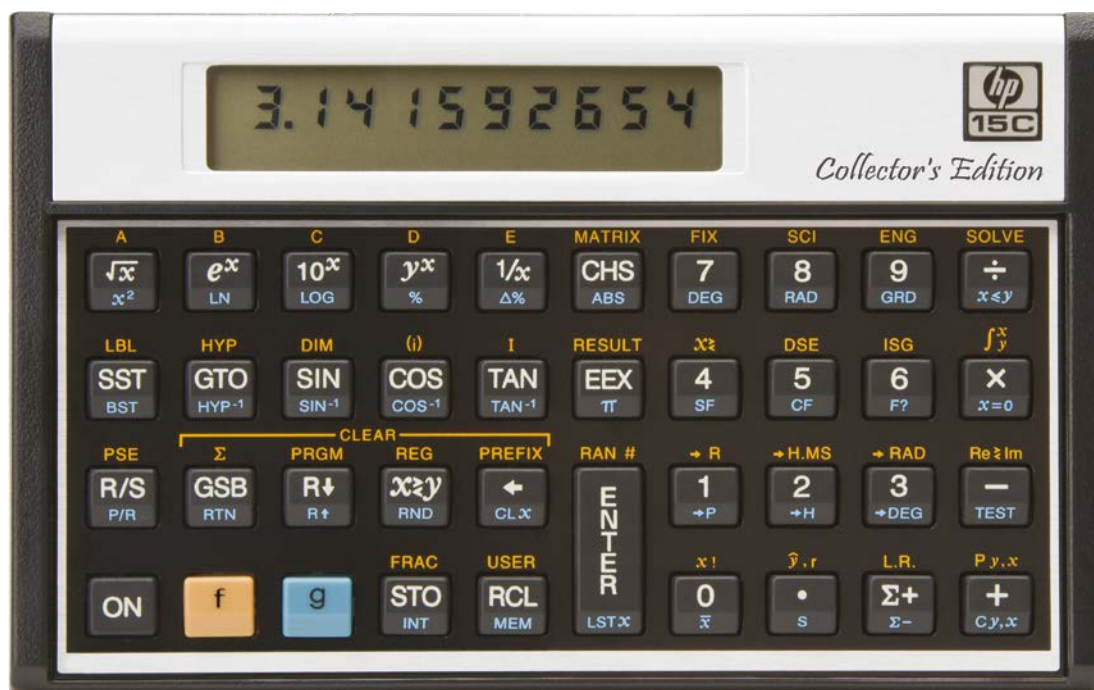 3.141592654
hp
15C
Collector's Edition
A B C D E MATRIX FIX SCI ENG SOLVE
√x e^x 10^x y^x 1/x CHS 7 8 9 ÷
x² LN LOG % Δ% ABS DEG RAD GRD x≤y
LBL HYP DIM (i) I RESULT x≷ DSE ISG ∫xy
SST GTO SIN COS TAN EEX 4 5 6 ×
BST HYP-1 SIN-1 COS-1 TAN-1 π SF CF F? x=0
CLEAR
PSE Σ PRGM REG PREFIX RAN # →R →H.MS →RAD Re≷Im
R/S GSB R↓ x≷y ← ENTER 1 2 3 −
P/R RTN R↑ RND CLx →P →H →DEG TEST
FRAC USER x! ŷ,r L.R. Py,x
ON f g STO RCL 0 • Σ+ +
INT MEM LSTx x̄ s Σ− Cy,x